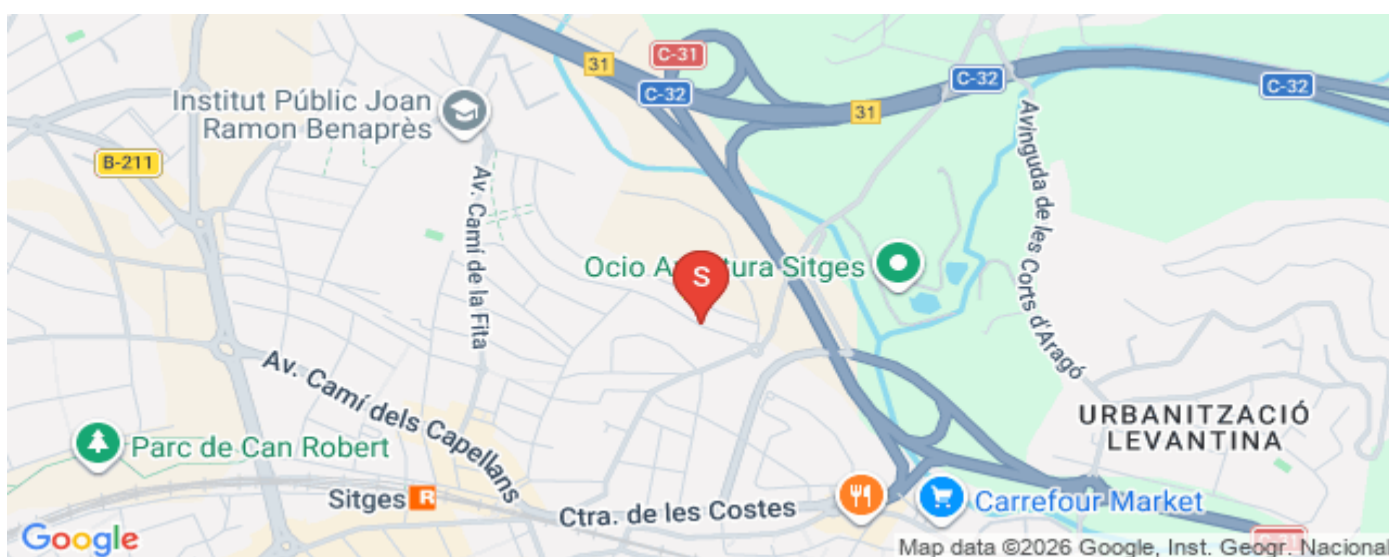 C-31
31
C-32
C-32
C-32
31
Institut Públic Joan
Ramon Benaprès
B-211
Av. Camí de la Fita
Avinguda de les Corts d'Aragó
Ocio A
tura Sitges
S
Av. Camí dels Capellans
URBANITZACIÓ
LEVANTINA
Parc de Can Robert
Sitges R
Ctra. de les Costes
Carrefour Market
C-31
Google
Map data ©2026 Google, Inst. Geogr. Nacional